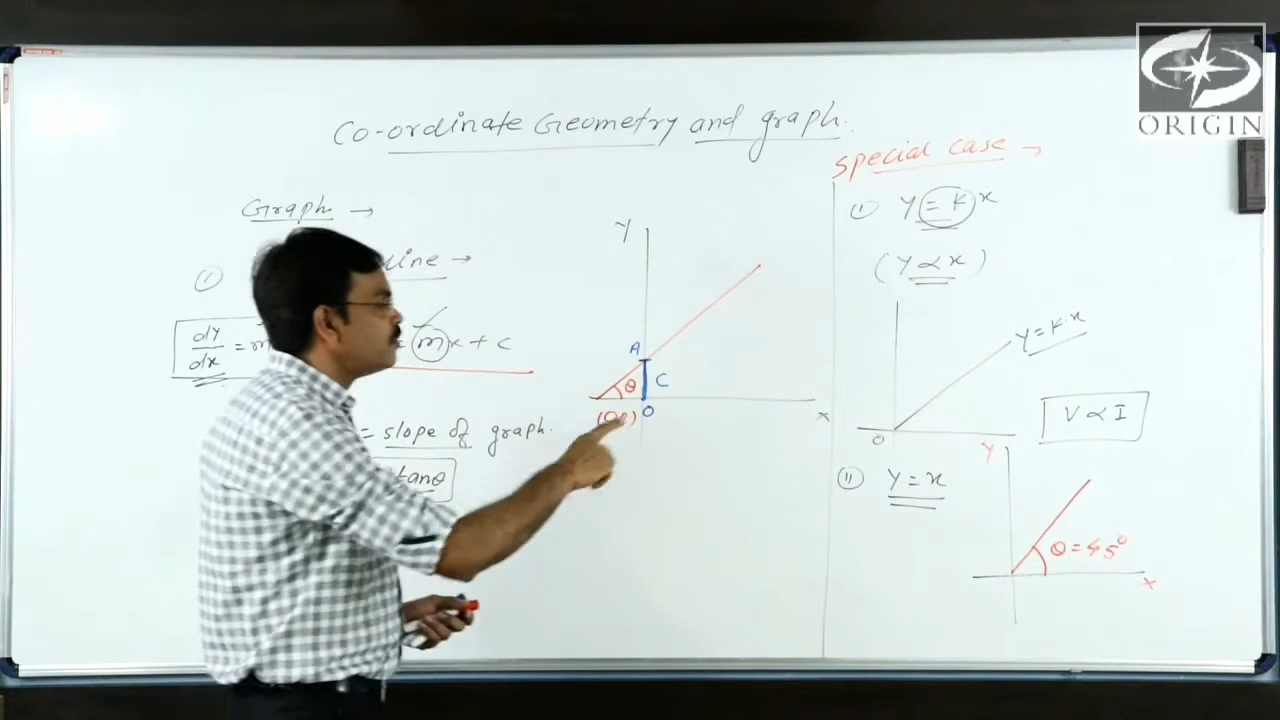 ORIGIN
Co-ordinate Geometry and graph.
Graph →
(i) line →
dy/dx = m
mx + c
= slope of graph.
tanθ
Y
A
θ
C
O
X
Special case →
(i) y = kx
(y ∝ x)
y = k·x
O
V ∝ I
(ii) y = x
Y
θ = 45°
X